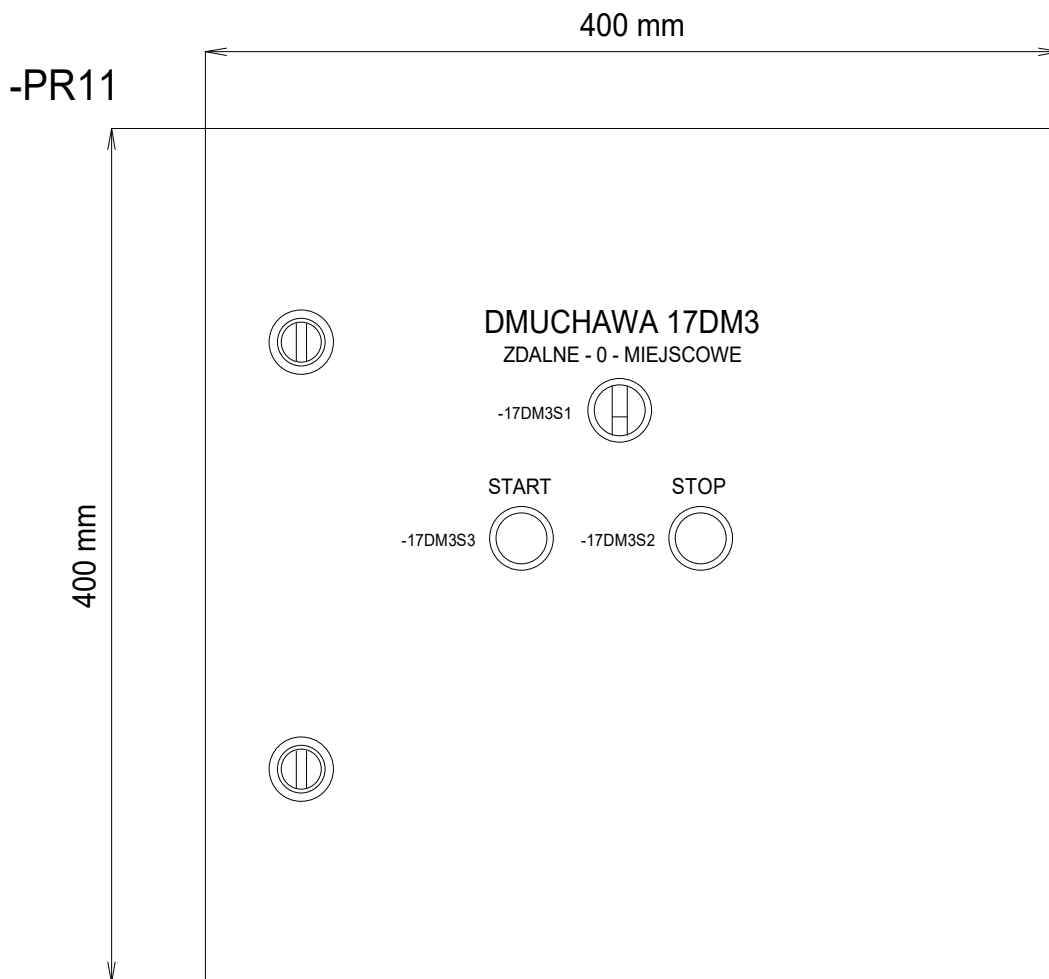 400 mm
-PR11
DMUCHAWA 17DM3
ZDALNE - 0 - MIEJSCOWE
-17DM3S1
START
STOP
-17DM3S3
-17DM3S2
400 mm